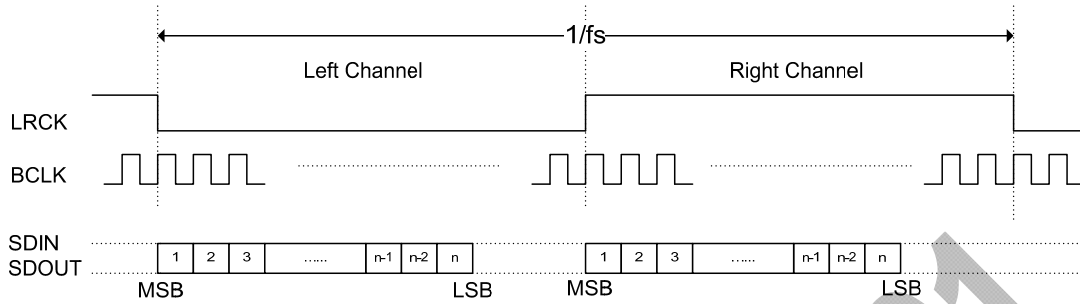 1/fs
Left Channel Right Channel
LRCK
BCLK
SDIN
SDOUT
1 2 3 ...... n-1 n-2 n 1 2 3 ...... n-1 n-2 n
MSB LSB MSB LSB